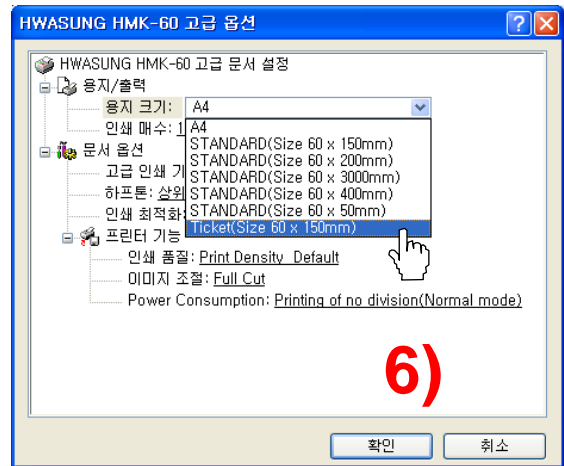 HWASUNG HMK-60 고급 옵션
HWASUNG HMK-60 고급 문서 설정
용지/출력
용지 크기: A4
인쇄 매수: 1
A4
STANDARD(Size 60 x 150mm)
문서 옵션
STANDARD(Size 60 x 200mm)
고급 인쇄 기
STANDARD(Size 60 x 3000mm)
하프톤: 상위
STANDARD(Size 60 x 400mm)
인쇄 최적화:
STANDARD(Size 60 x 50mm)
프린터 기능
Ticket(Size 60 x 150mm)
인쇄 품질: Print Density Default
이미지 조절: Full Cut
Power Consumption: Printing of no division(Normal mode)
6)
확인 취소